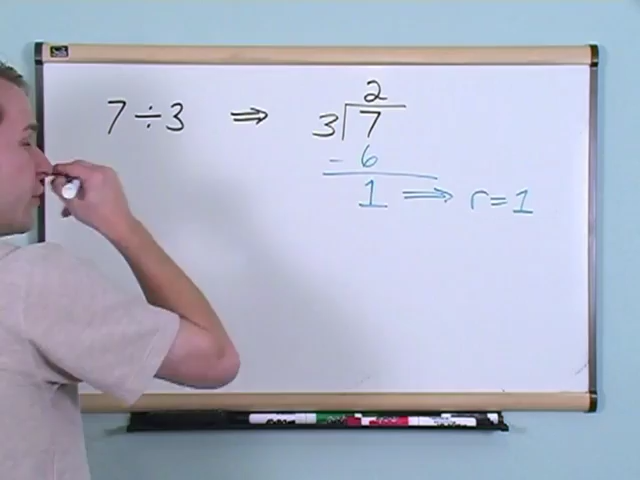 7÷3 ⇒ 2
3 7
- 6
1 ⇒ r=1